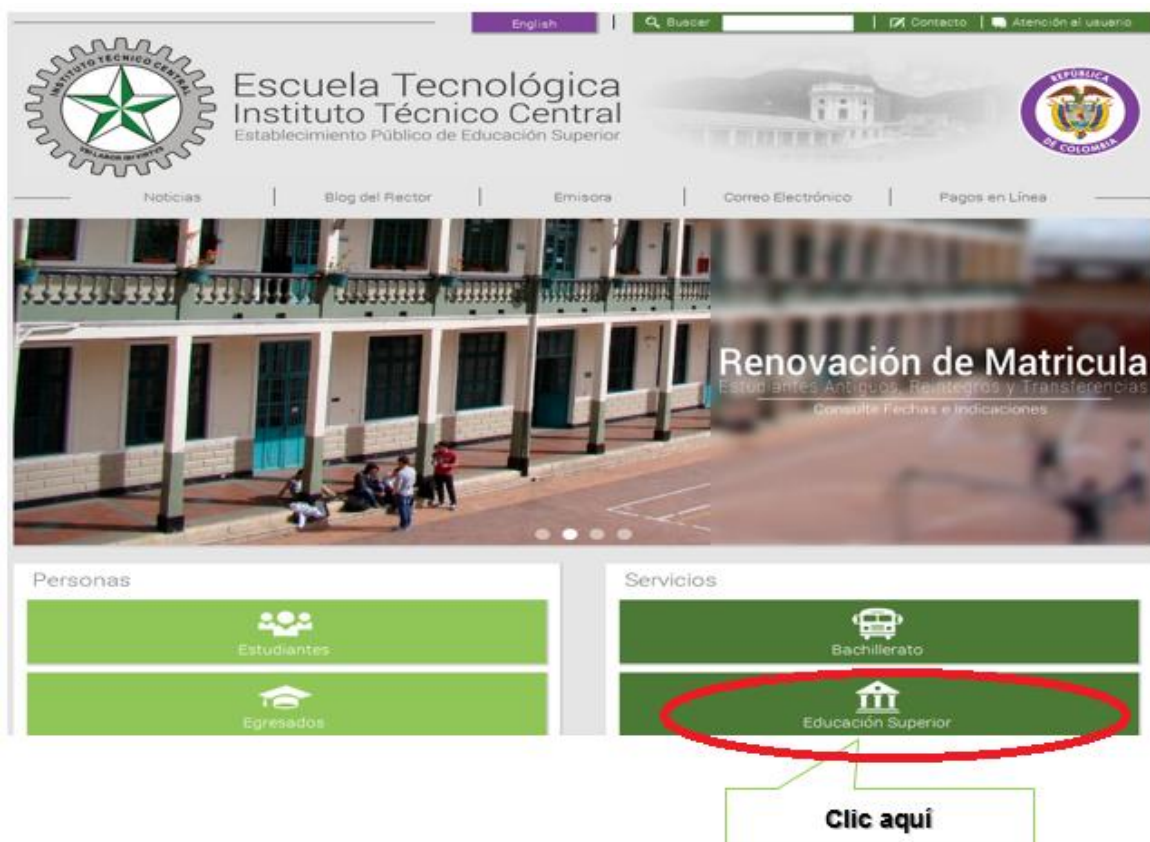 English
Buscar
Contacto
Atención al usuario
INSTITUTO TÉCNICO CENTRAL
Escuela Tecnológica
Instituto Técnico Central
Establecimiento Público de Educación Superior
REPÚBLICA
DE COLOMBIA
Noticias
Blog del Rector
Emisora
Correo Electrónico
Pagos en Línea
Renovación de Matricula
Estudiantes Antiguos, Reintegros y Transferencias
Consulte Fechas e Indicaciones
Personas
Servicios
Estudiantes
Bachillerato
Egresados
Educación Superior
Clic aquí